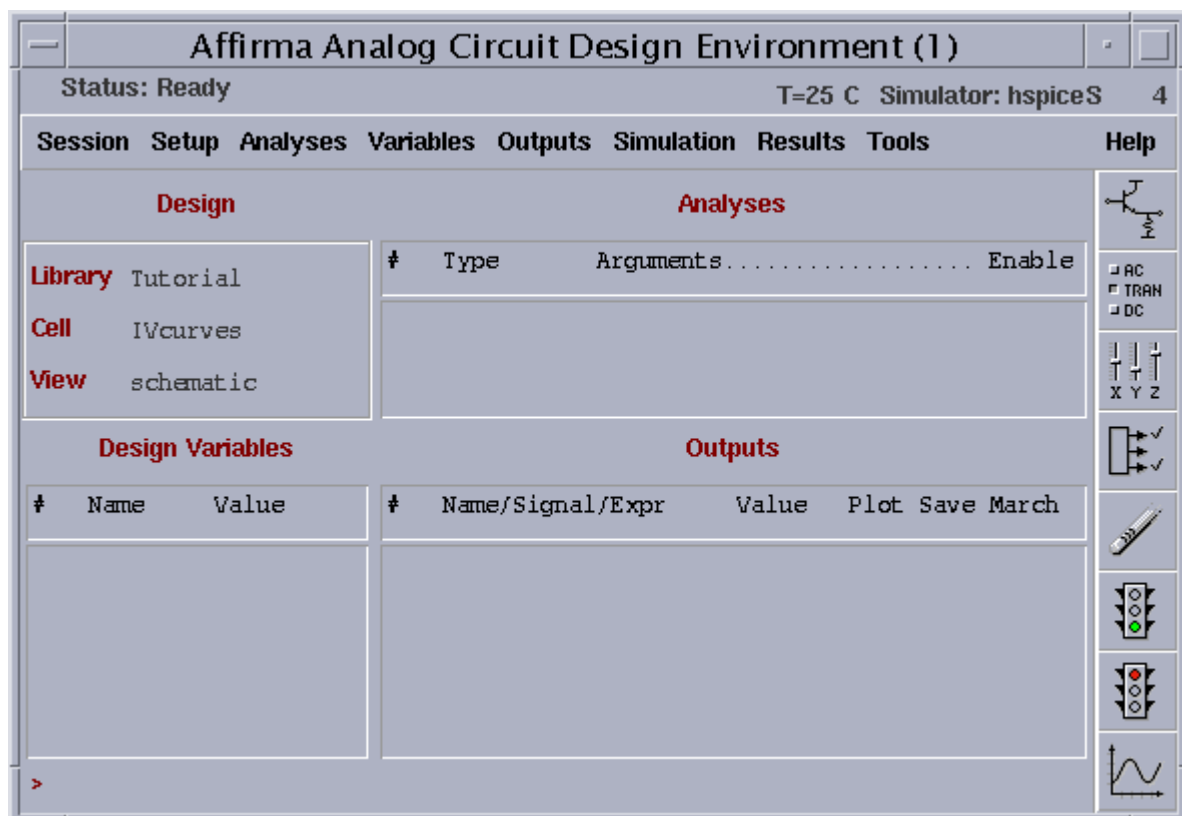 Affirma Analog Circuit Design Environment (1)
Status: Ready T=25 C Simulator: hspiceS 4
Session Setup Analyses Variables Outputs Simulation Results Tools Help
Design Analyses
# Type Arguments................... Enable
Library Tutorial
Cell IVcurves
View schematic
AC
TRAN
DC
X Y Z
Design Variables Outputs
# Name Value # Name/Signal/Expr Value Plot Save March
>